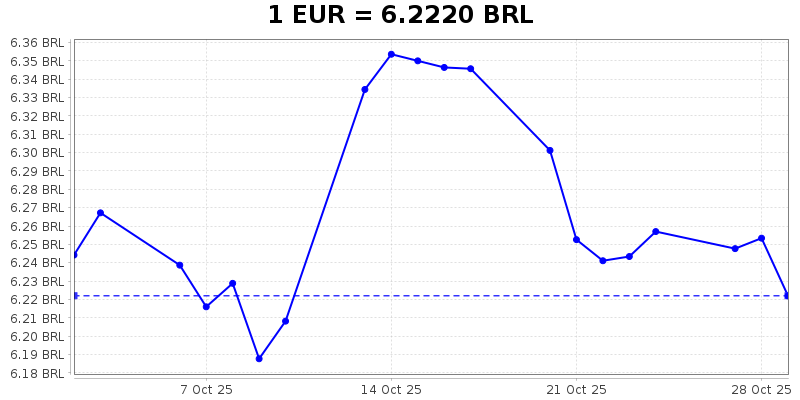 1 EUR = 6.2220 BRL
6.36 BRL
6.35 BRL
6.34 BRL
6.33 BRL
6.32 BRL
6.31 BRL
6.30 BRL
6.29 BRL
6.28 BRL
6.27 BRL
6.26 BRL
6.25 BRL
6.24 BRL
6.23 BRL
6.22 BRL
6.21 BRL
6.20 BRL
6.19 BRL
6.18 BRL
7 Oct 25 14 Oct 25 21 Oct 25 28 Oct 25